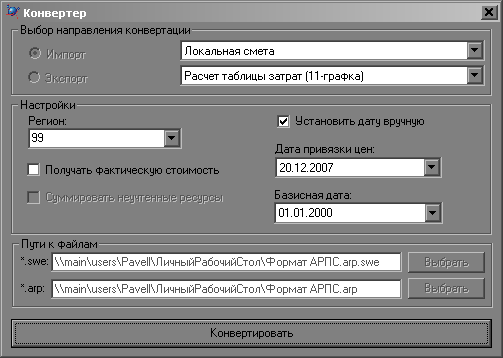 Конвертер
Выбор направления конвертации
Импорт
Локальная смета
Экспорт
Расчет таблицы затрат (11-графка)
Настройки
Регион:
99
Установить дату вручную
Дата привязки цен:
Получать фактическую стоимость
20.12.2007
Суммировать неучтенные ресурсы
Базисная дата:
01.01.2000
Пути к файлам
*.swe: \\main\users\Pavell\ЛичныйРабочийСтол\Формат АРПС.arp.swe Выбрать
*.arp: \\main\users\Pavell\ЛичныйРабочийСтол\Формат АРПС.arp Выбрать
Конвертировать